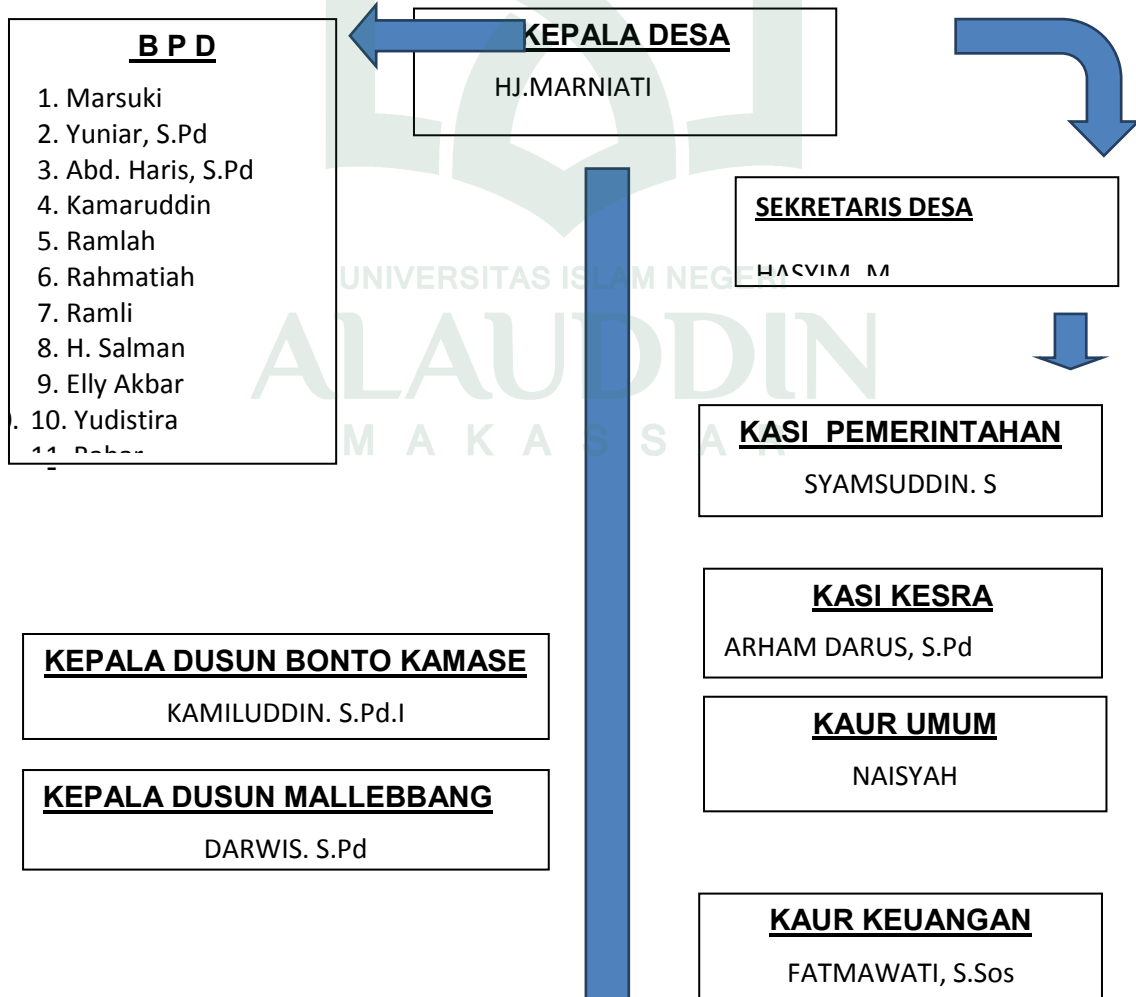 B P D
1. Marsuki
2. Yuniar, S.Pd
3. Abd. Haris, S.Pd
4. Kamaruddin
5. Ramlah
6. Rahmatiah
7. Ramli
8. H. Salman
9. Elly Akbar
10. Yudistira
11.
KEPALA DESA
HJ.MARNIATI
SEKRETARIS DESA
HASYIM. M
UNIVERSITAS ISLAM NEGERI
ALAUDDIN
MAKASSAR
KASI PEMERINTAHAN
SYAMSUDDIN. S
KASI KESRA
ARHAM DARUS, S.Pd
KEPALA DUSUN BONTO KAMASE
KAMILUDDIN. S.Pd.I
KAUR UMUM
NAISYAH
KEPALA DUSUN MALLEBBANG
DARWIS. S.Pd
KAUR KEUANGAN
FATMAWATI, S.Sos